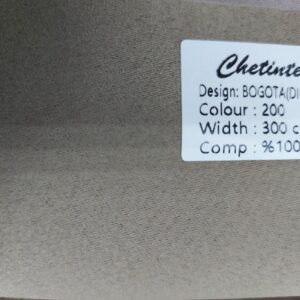 Chetinte
Design: BOGOTA(DI
Colour : 200
Width : 300 c
Comp : %100